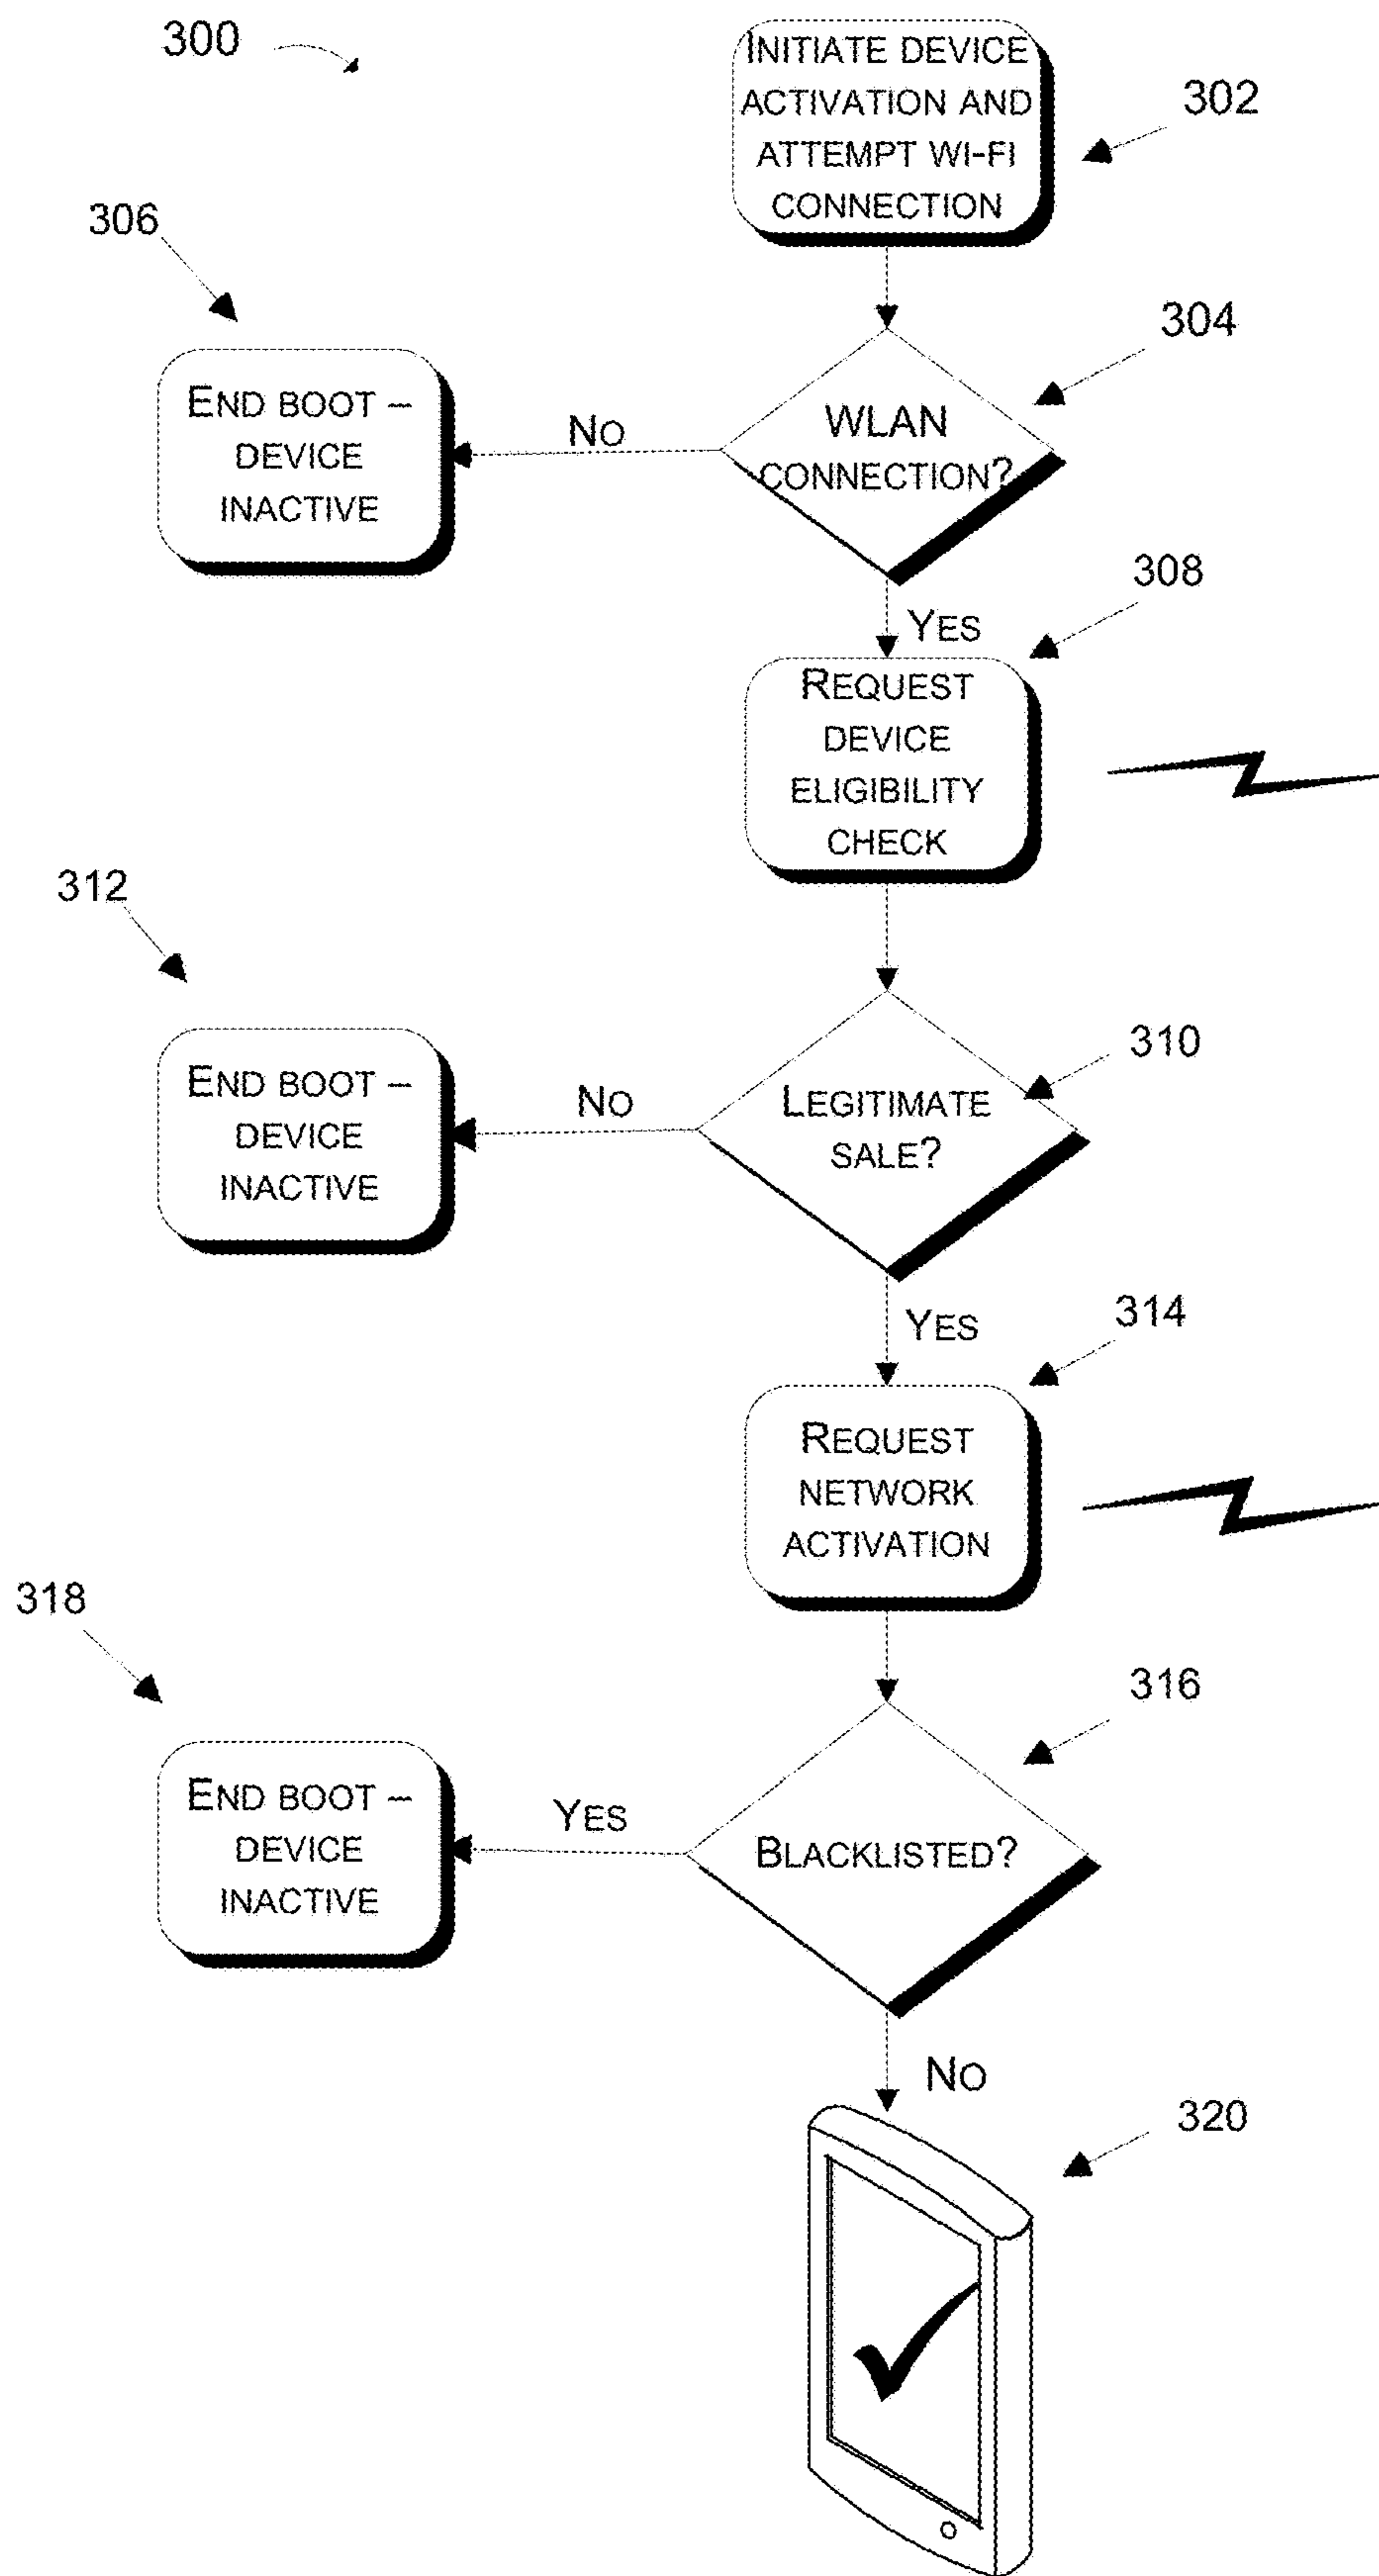 300
INITIATE DEVICE
ACTIVATION AND
ATTEMPT WI-FI
CONNECTION
302
306
304
END BOOT –
DEVICE
INACTIVE
NO
WLAN
CONNECTION?
308
YES
REQUEST
DEVICE
ELIGIBILITY
CHECK
312
310
END BOOT –
DEVICE
INACTIVE
NO
LEGITIMATE
SALE?
314
YES
REQUEST
NETWORK
ACTIVATION
318
316
END BOOT –
DEVICE
INACTIVE
YES
BLACKLISTED?
NO
320